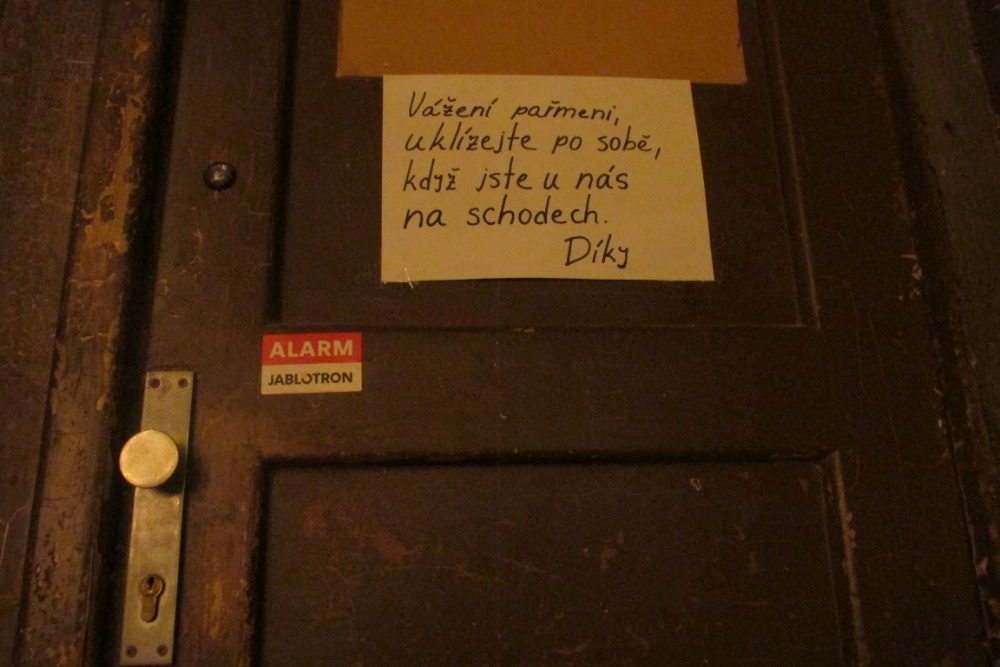 Vážení pařmeni,
uklízejte po sobě,
když jste u nás
na schodech.
Díky
ALARM
JABLOTRON